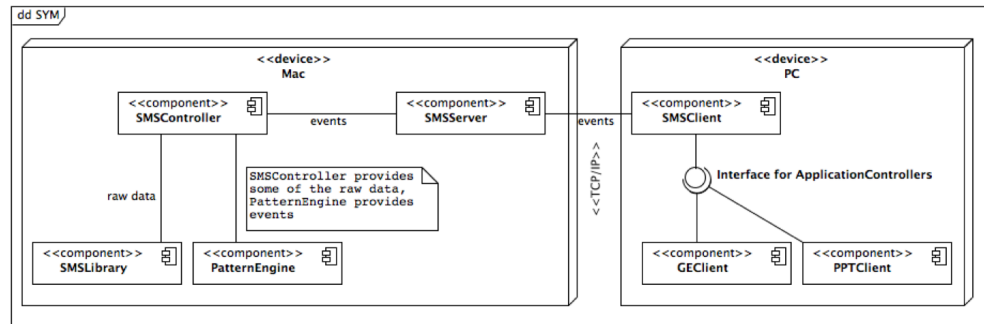 dd SYM
<<device>>
Mac
<<component>>
SMSController
events
<<component>>
SMSServer
events
<<TCP/IP>>
raw data
SMSController provides
some of the raw data,
PatternEngine provides
events
<<component>>
SMSLibrary
<<component>>
PatternEngine
<<device>>
PC
<<component>>
SMSClient
Interface for ApplicationControllers
<<component>>
GEClient
<<component>>
PPTClient